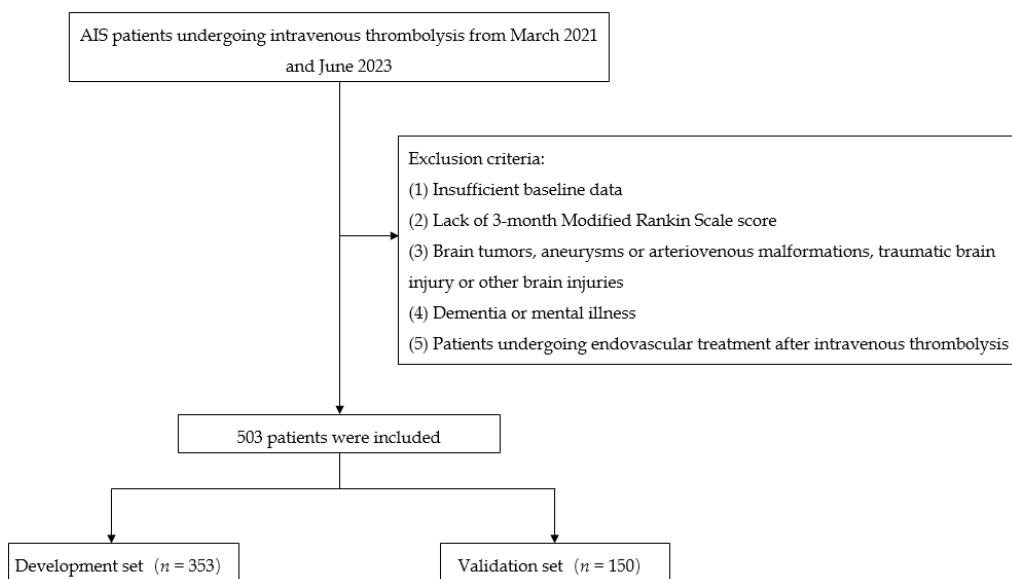 AIS patients undergoing intravenous thrombolysis from March 2021
and June 2023
Exclusion criteria:
(1) Insufficient baseline data
(2) Lack of 3-month Modified Rankin Scale score
(3) Brain tumors, aneurysms or arteriovenous malformations, traumatic brain
injury or other brain injuries
(4) Dementia or mental illness
(5) Patients undergoing endovascular treatment after intravenous thrombolysis
503 patients were included
Development set (n = 353)
Validation set (n = 150)